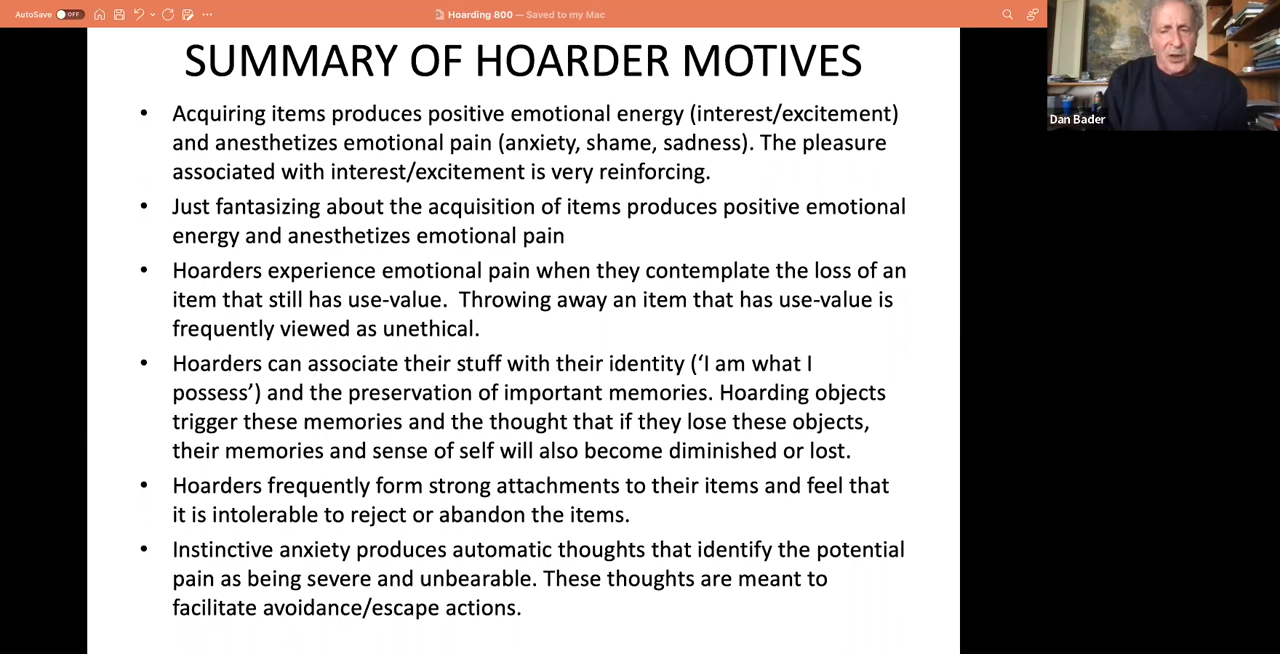 AutoSave OFF
Hoarding 800 — Saved to my Mac
SUMMARY OF HOARDER MOTIVES
• Acquiring items produces positive emotional energy (interest/excitement)
and anesthetizes emotional pain (anxiety, shame, sadness). The pleasure
associated with interest/excitement is very reinforcing.
• Just fantasizing about the acquisition of items produces positive emotional
energy and anesthetizes emotional pain
• Hoarders experience emotional pain when they contemplate the loss of an
item that still has use-value.  Throwing away an item that has use-value is
frequently viewed as unethical.
• Hoarders can associate their stuff with their identity (‘I am what I
possess’) and the preservation of important memories. Hoarding objects
trigger these memories and the thought that if they lose these objects,
their memories and sense of self will also become diminished or lost.
• Hoarders frequently form strong attachments to their items and feel that
it is intolerable to reject or abandon the items.
• Instinctive anxiety produces automatic thoughts that identify the potential
pain as being severe and unbearable. These thoughts are meant to
facilitate avoidance/escape actions.
Dan Bader